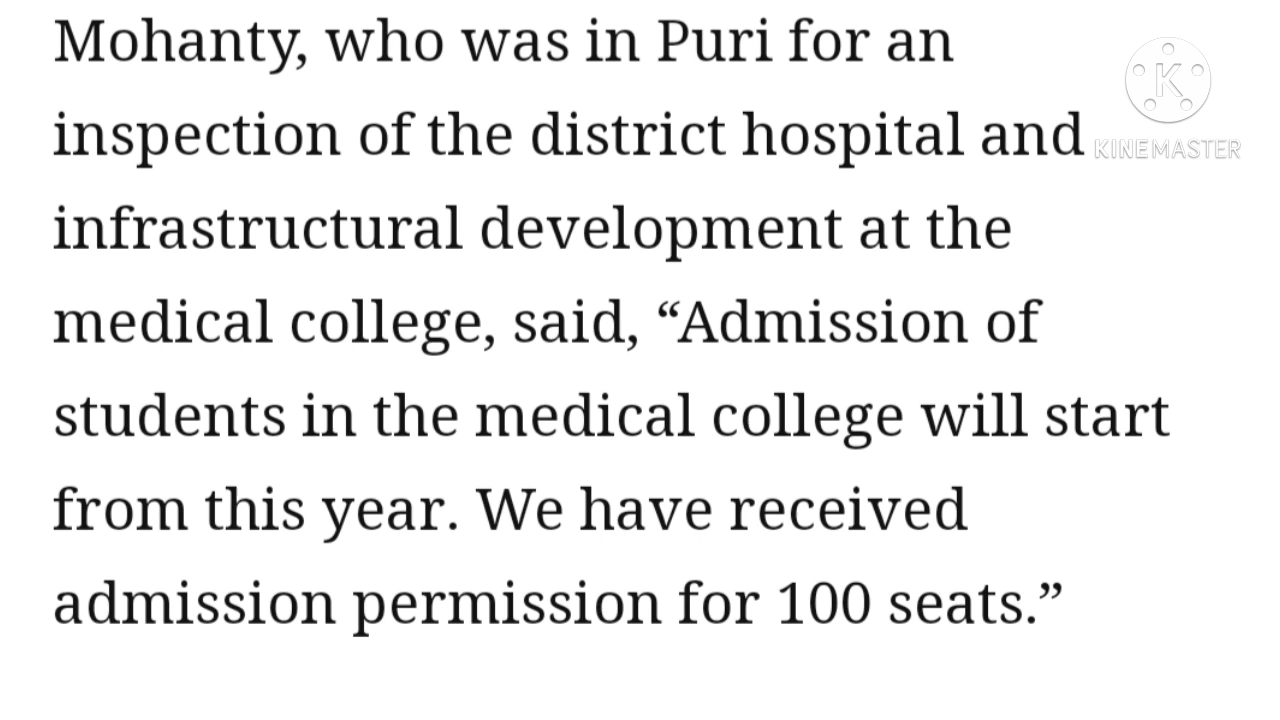 Mohanty, who was in Puri for an
inspection of the district hospital and
KINEMASTER
infrastructural development at the
medical college, said, “Admission of
students in the medical college will start
from this year. We have received
admission permission for 100 seats.”